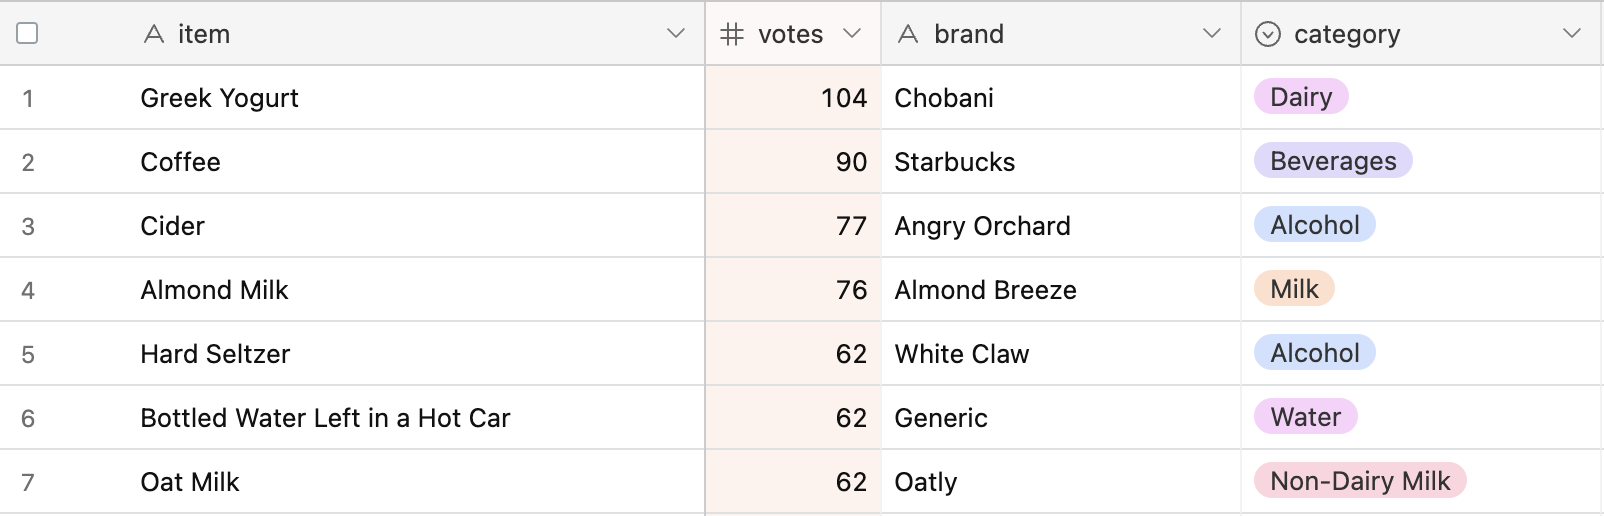 item votes brand category
1 Greek Yogurt 104 Chobani Dairy
2 Coffee 90 Starbucks Beverages
3 Cider 77 Angry Orchard Alcohol
4 Almond Milk 76 Almond Breeze Milk
5 Hard Seltzer 62 White Claw Alcohol
6 Bottled Water Left in a Hot Car 62 Generic Water
7 Oat Milk 62 Oatly Non-Dairy Milk